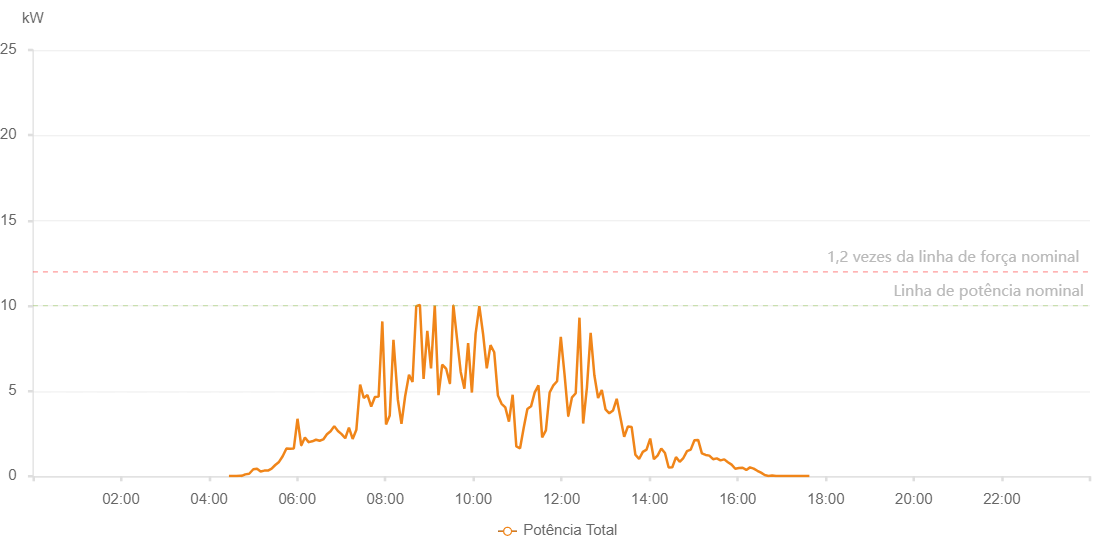 kW
25
20
15
1,2 vezes da linha de força nominal
Linha de potência nominal
10
5
0
02:00 04:00 06:00 08:00 10:00 12:00 14:00 16:00 18:00 20:00 22:00
Potência Total